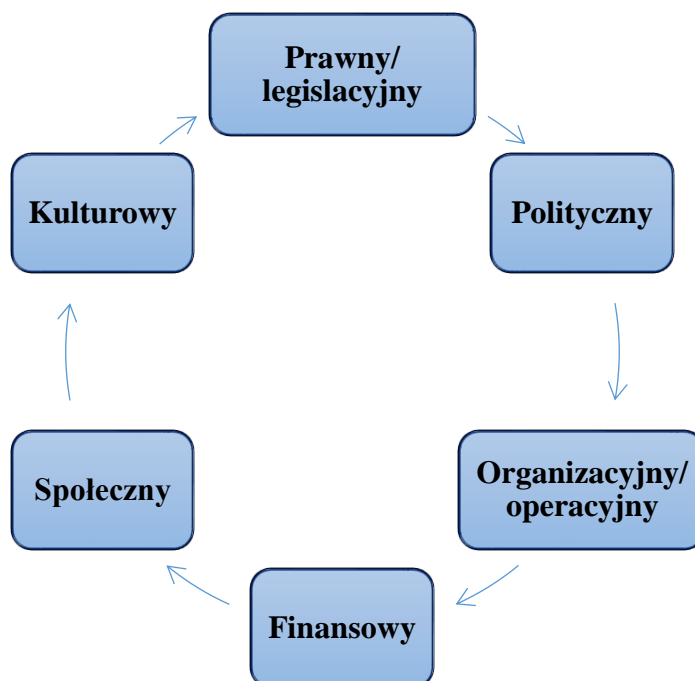 Prawny/
legislacyjny
Polityczny
Organizacyjny/
operacyjny
Finansowy
Społeczny
Kulturowy